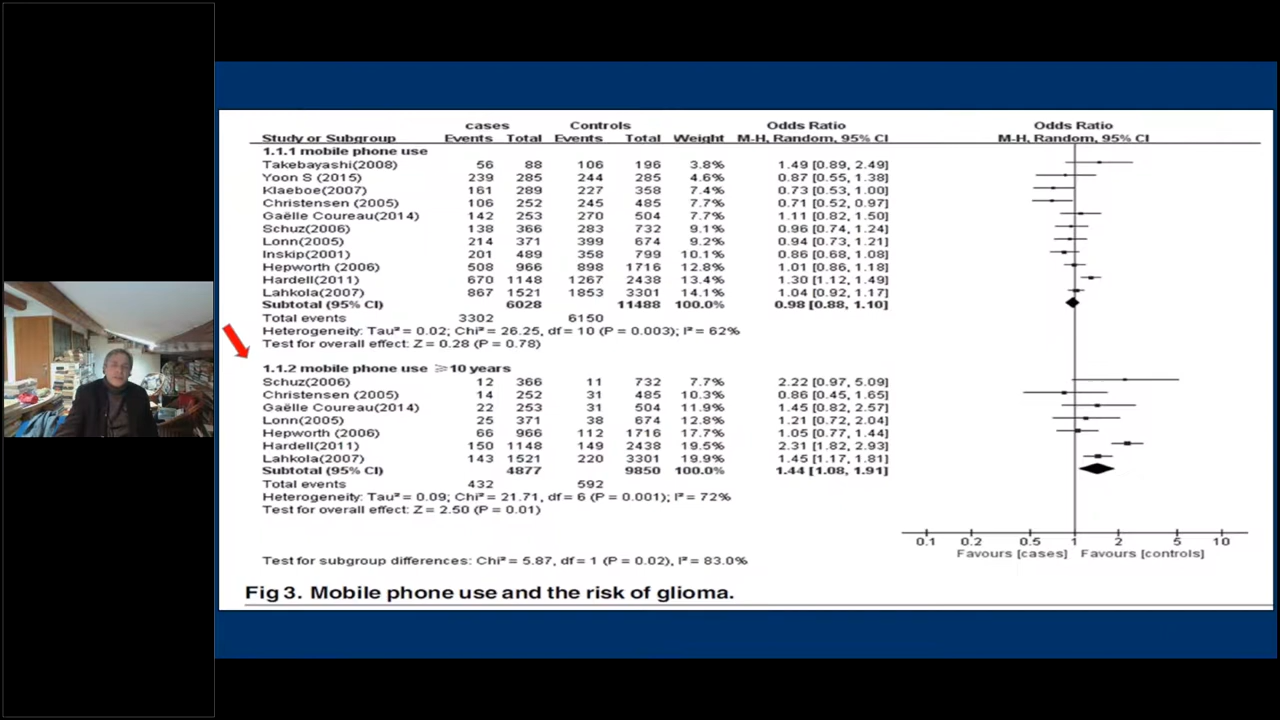 cases Controls Odds Ratio Odds Ratio
Study or Subgroup Events Total Events Total Weight M-H, Random, 95% CI M-H, Random, 95% CI
1.1.1 mobile phone use
Takebayashi(2008) 56 88 106 196 3.8% 1.49 [0.89, 2.49]
Yoon S (2015) 239 285 244 285 4.6% 0.87 [0.55, 1.38]
Klaeboe(2007) 161 289 227 358 7.4% 0.73 [0.53, 1.00]
Christensen (2005) 106 252 245 485 7.7% 0.71 [0.52, 0.97]
Gaëlle Coureau(2014) 142 253 270 504 7.7% 1.11 [0.82, 1.50]
Schuz(2006) 138 366 283 732 9.1% 0.96 [0.74, 1.24]
Lonn(2005) 214 371 399 674 9.2% 0.94 [0.73, 1.21]
Inskip(2001) 201 489 358 799 10.1% 0.86 [0.68, 1.08]
Hepworth (2006) 508 966 898 1716 12.8% 1.01 [0.86, 1.18]
Hardell(2011) 670 1148 1267 2438 13.4% 1.30 [1.12, 1.49]
Lahkola(2007) 867 1521 1853 3301 14.1% 1.04 [0.92, 1.17]
Subtotal (95% CI) 6028 11488 100.0% 0.98 [0.88, 1.10]
Total events 3302 6150
Heterogeneity: Tau² = 0.02; Chi² = 26.25, df = 10 (P = 0.003); I² = 62%
Test for overall effect: Z = 0.28 (P = 0.78)
1.1.2 mobile phone use ⩾10 years
Schuz(2006) 12 366 11 732 7.7% 2.22 [0.97, 5.09]
Christensen (2005) 14 252 31 485 10.3% 0.86 [0.45, 1.65]
Gaëlle Coureau(2014) 22 253 31 504 11.9% 1.45 [0.82, 2.57]
Lonn(2005) 25 371 38 674 12.8% 1.21 [0.72, 2.04]
Hepworth (2006) 66 966 112 1716 17.7% 1.05 [0.77, 1.44]
Hardell(2011) 150 1148 149 2438 19.5% 2.31 [1.82, 2.93]
Lahkola(2007) 143 1521 220 3301 19.9% 1.45 [1.17, 1.81]
Subtotal (95% CI) 4877 9850 100.0% 1.44 [1.08, 1.91]
Total events 432 592
Heterogeneity: Tau² = 0.09; Chi² = 21.71, df = 6 (P = 0.001); I² = 72%
Test for overall effect: Z = 2.50 (P = 0.01)
0.1 0.2 0.5 1 2 5 10
Favours [cases] Favours [controls]
Test for subgroup differences: Chi² = 5.87, df = 1 (P = 0.02), I² = 83.0%
Fig 3. Mobile phone use and the risk of glioma.